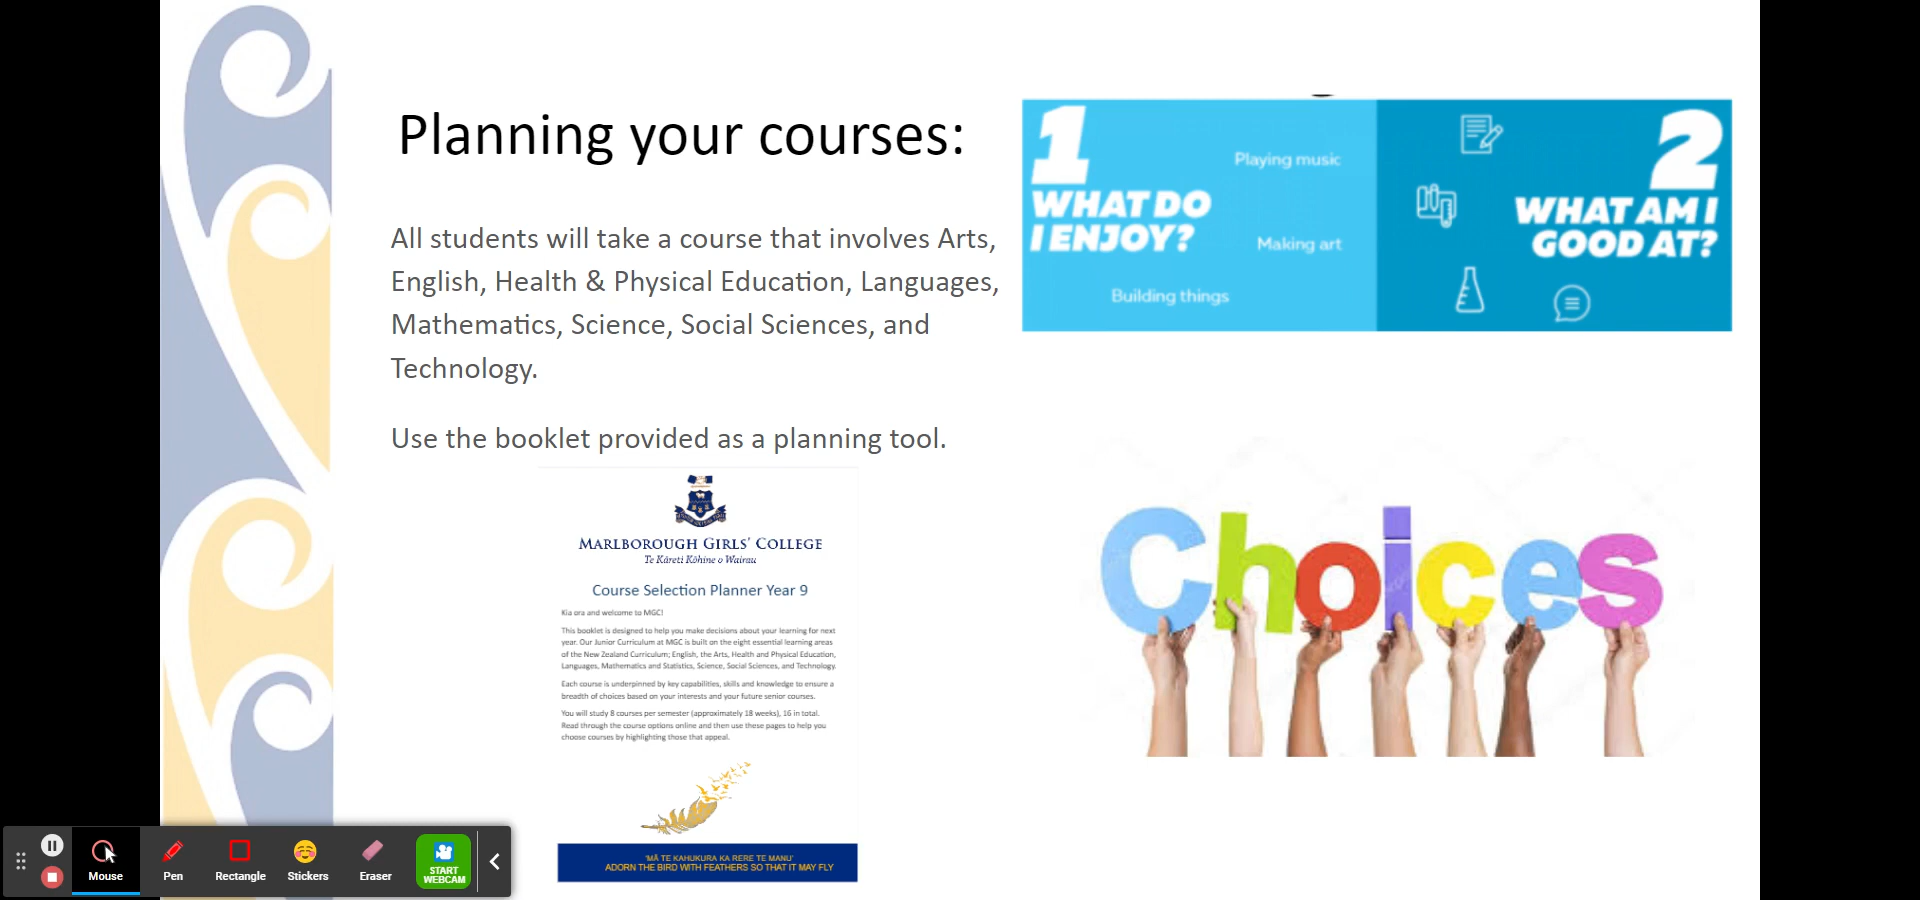 Planning your courses:
All students will take a course that involves Arts,
English, Health & Physical Education, Languages,
Mathematics, Science, Social Sciences, and
Technology.
Use the booklet provided as a planning tool.
1
WHAT DO
I ENJOY?
Playing music
Making art
Building things
2
WHAT AM I
GOOD AT?
MARLBOROUGH GIRLS' COLLEGE
Te Kāreti Kōhine o Wairau
Course Selection Planner Year 9
Kia ora and welcome to MGC!
This booklet is designed to help you make decisions about your learning for next
year. Our Junior Curriculum at MGC is built on the eight essential learning areas
of the New Zealand Curriculum; English, the Arts, Health and Physical Education,
Languages, Mathematics and Statistics, Science, Social Sciences, and Technology.
Each course is underpinned by key capabilities, skills and knowledge to ensure a
breadth of choices based on your interests and your future senior courses.
You will study 8 courses per semester (approximately 18 weeks), 16 in total.
Read through the course options online and then use these pages to help you
choose courses by highlighting those that appeal.
'MĀ TE KAHUKURA KA RERE TE MANU'
ADORN THE BIRD WITH FEATHERS SO THAT IT MAY FLY
Choices
Mouse
Pen
Rectangle
Stickers
Eraser
START
WEBCAM